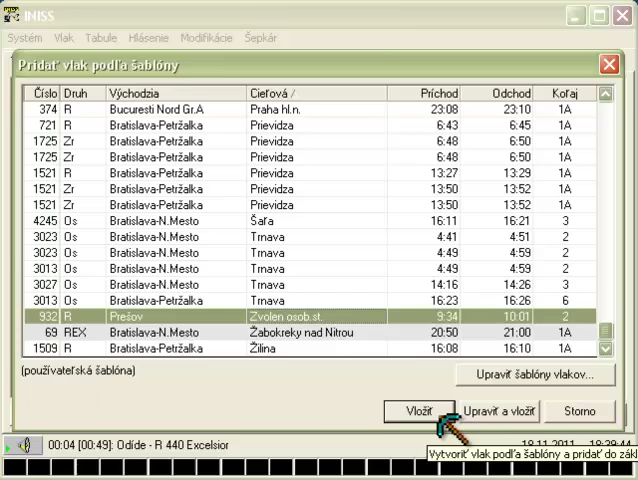 INISS
Systém Vlak Tabule Hlásenie Modifikácie Šepkár
Pridať vlak podľa šablóny
Číslo Druh Východzia Cieľová Príchod Odchod Koľaj
374 R Bucuresti Nord Gr.A Praha hl.n. 23:08 23:10 1A
721 R Bratislava-Petržalka Prievidza 6:43 6:45 1A
1725 Zr Bratislava-Petržalka Prievidza 6:48 6:50 1A
1725 Zr Bratislava-Petržalka Prievidza 6:48 6:50 1A
1521 R Bratislava-Petržalka Prievidza 13:27 13:29 1A
1521 Zr Bratislava-Petržalka Prievidza 13:50 13:52 1A
1521 Zr Bratislava-Petržalka Prievidza 13:50 13:52 1A
4245 Os Bratislava-N.Mesto Šaľa 16:11 16:21 3
3023 Os Bratislava-N.Mesto Trnava 4:41 4:51 2
3023 Os Bratislava-N.Mesto Trnava 4:49 4:59 2
3013 Os Bratislava-N.Mesto Trnava 4:49 4:59 2
3027 Os Bratislava-N.Mesto Trnava 14:16 14:26 3
3013 Os Bratislava-Petržalka Trnava 16:23 16:26 6
932 R Prešov Zvolen osob.st. 9:34 10:01 2
69 REX Bratislava-N.Mesto Žabokreky nad Nitrou 20:50 21:00 1A
1509 R Bratislava-Petržalka Žilina 16:08 16:10 1A
(používateľská šablóna)
Upraviť šablóny vlakov...
Vložiť Upraviť a vložiť Storno
00:04 [00:49]: Odíde - R 440 Excelsior 18.11.2011 18:39:44
Vytvoriť vlak podľa šablóny a pridať do zákl